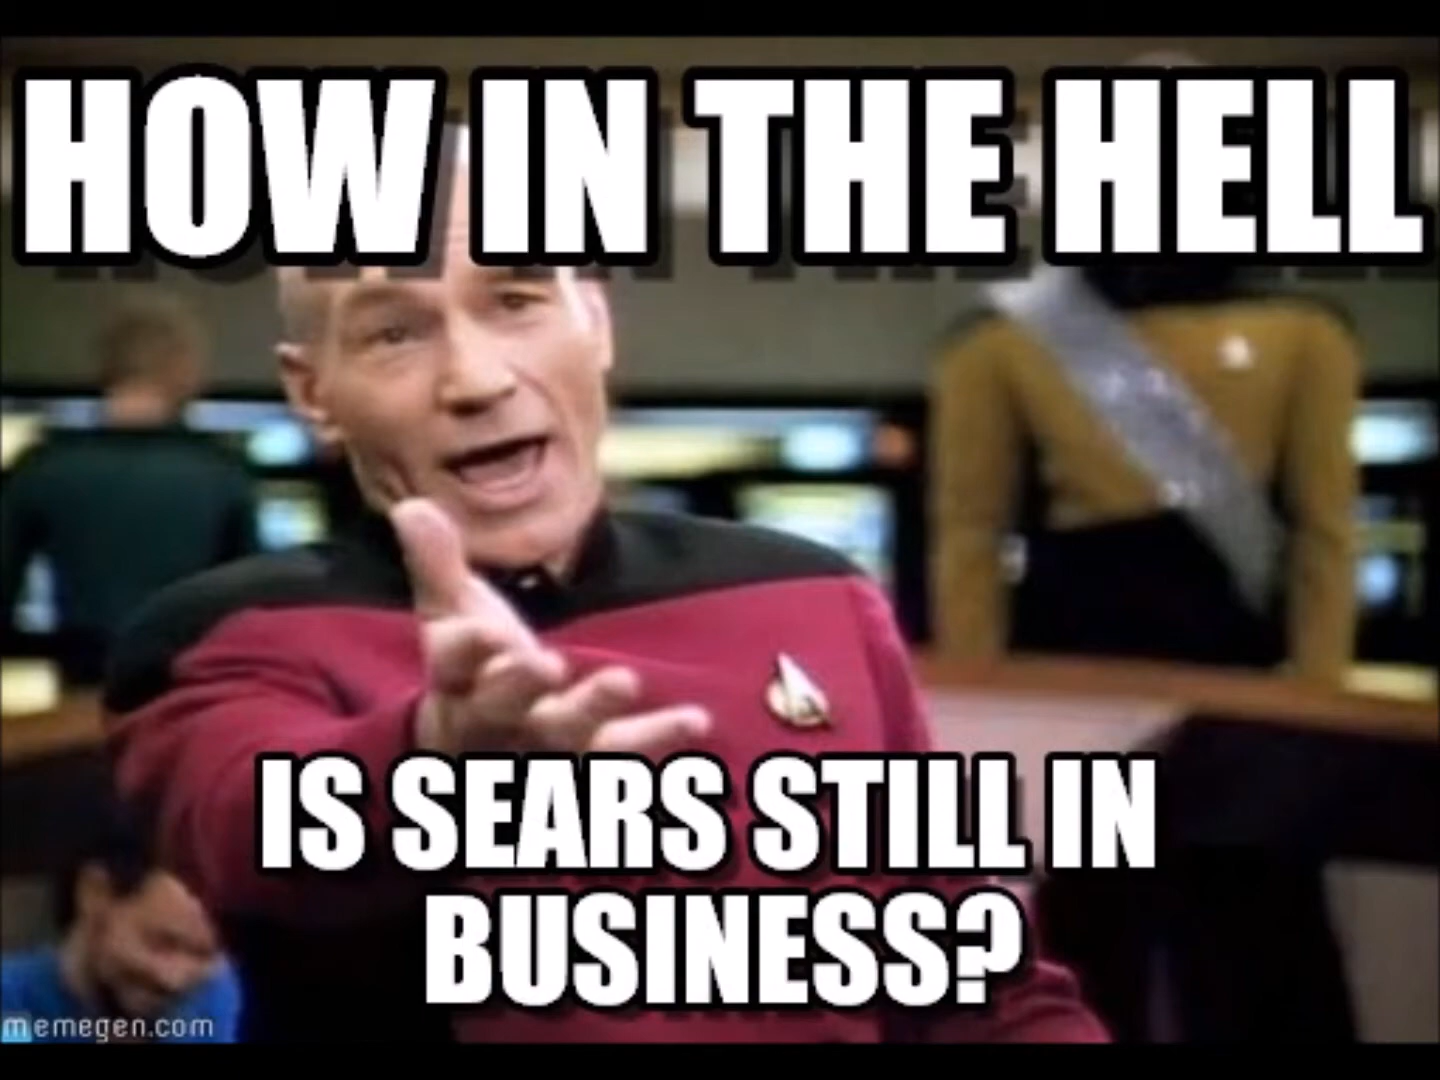 HOW IN THE HELL
IS SEARS STILL IN
BUSINESS?
memegen.com